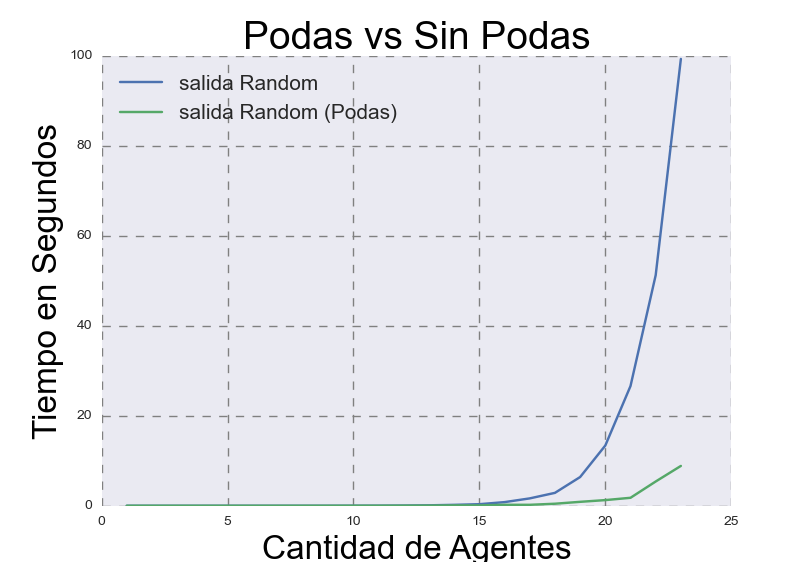 Podas vs Sin Podas
salida Random
salida Random (Podas)
Tiempo en Segundos
100
80
60
40
20
0
0 5 10 15 20 25
Cantidad de Agentes